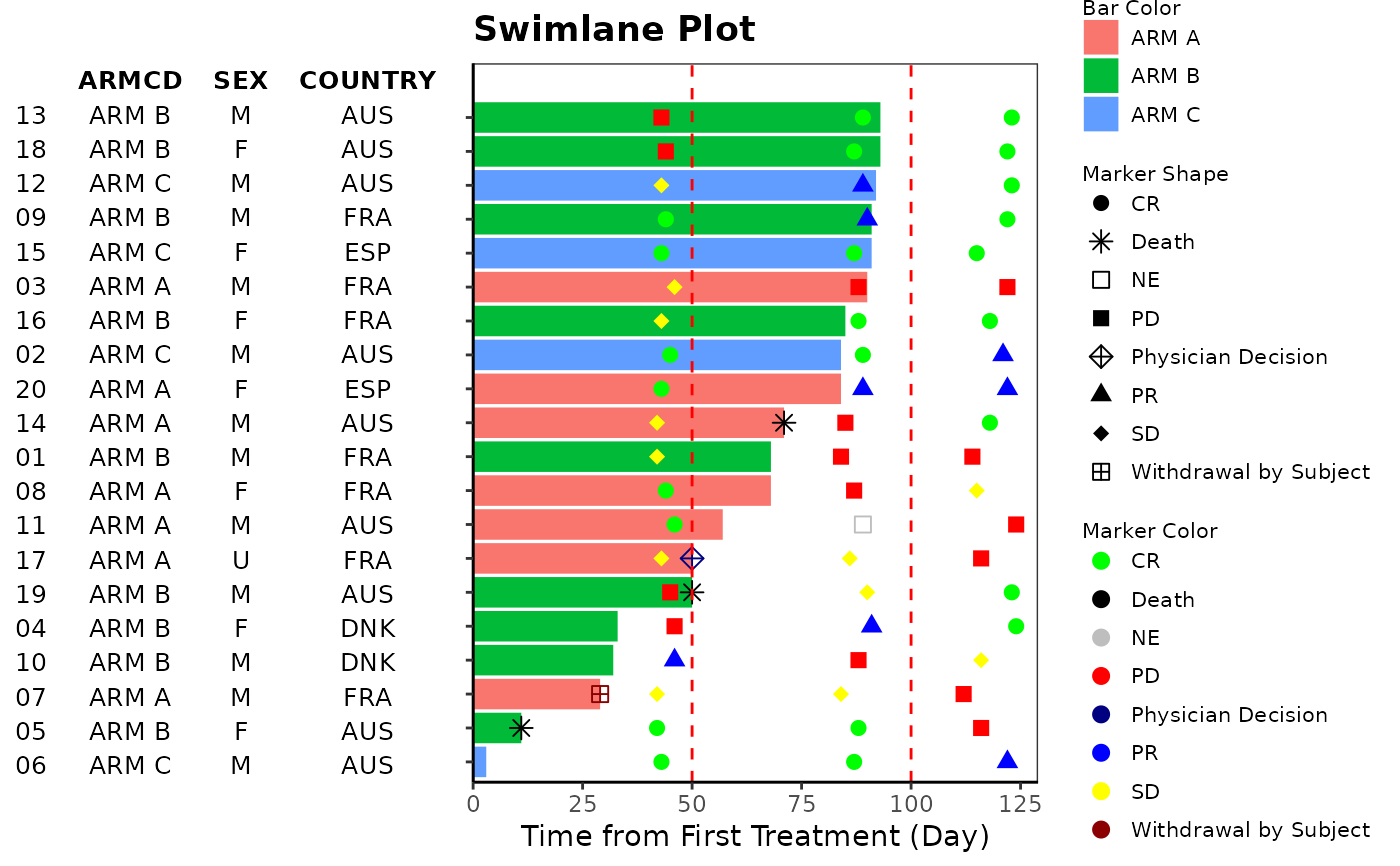 Swimlane Plot
ARMCD SEX COUNTRY
13 ARM B M AUS
18 ARM B F AUS
12 ARM C M AUS
09 ARM B M FRA
15 ARM C F ESP
03 ARM A M FRA
16 ARM B F FRA
02 ARM C M AUS
20 ARM A F ESP
14 ARM A M AUS
01 ARM B M FRA
08 ARM A F FRA
11 ARM A M AUS
17 ARM A U FRA
19 ARM B M AUS
04 ARM B F DNK
10 ARM B M DNK
07 ARM A M FRA
05 ARM B F AUS
06 ARM C M AUS
0 25 50 75 100 125
Time from First Treatment (Day)
Bar Color
ARM A
ARM B
ARM C
Marker Shape
CR
Death
NE
PD
Physician Decision
PR
SD
Withdrawal by Subject
Marker Color
CR
Death
NE
PD
Physician Decision
PR
SD
Withdrawal by Subject